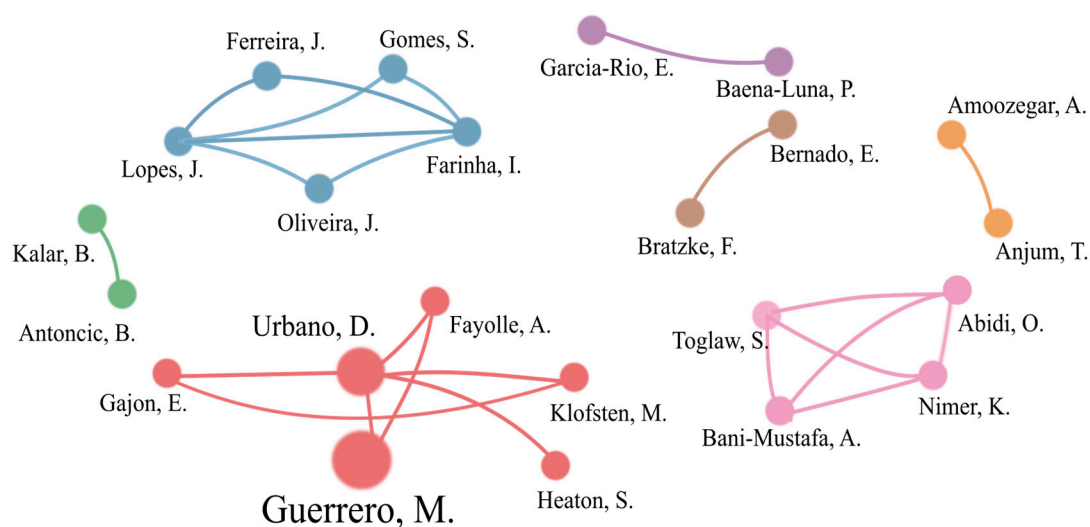 Ferreira, J.
Gomes, S.
Garcia-Rio, E.
Baena-Luna, P.
Amoozegar, A.
Lopes, J.
Farinha, I.
Bernado, E.
Oliveira, J.
Kalar, B.
Bratzke, F.
Anjum, T.
Antoncic, B.
Urbano, D.
Fayolle, A.
Toglaw, S.
Abidi, O.
Gajon, E.
Klofsten, M.
Nimer, K.
Bani-Mustafa, A.
Guerrero, M.
Heaton, S.